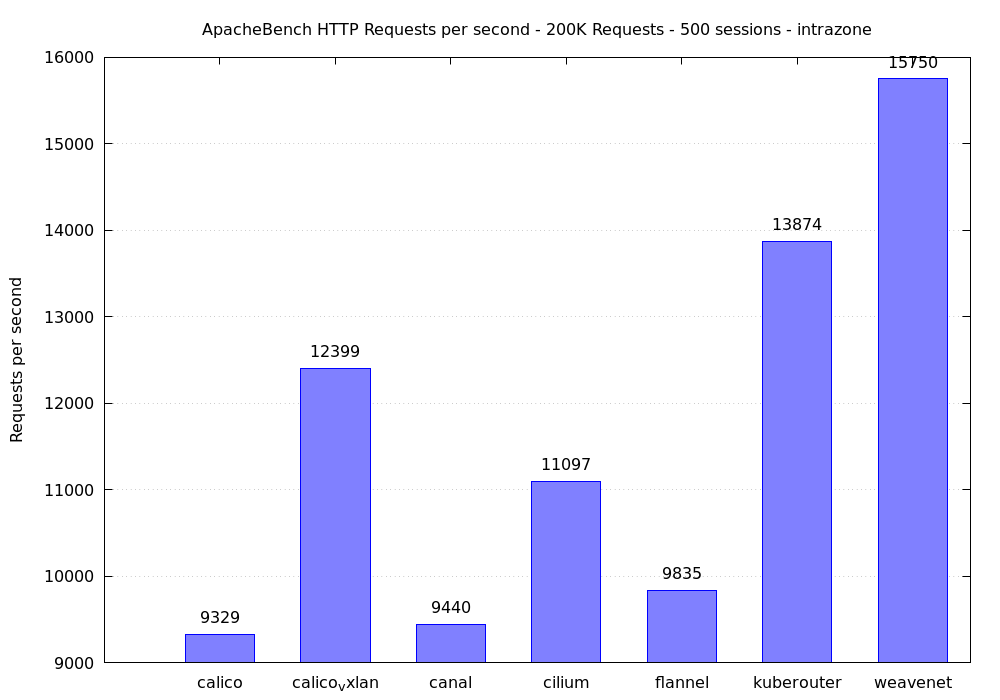 ApacheBench HTTP Requests per second - 200K Requests - 500 sessions - intrazone
Requests per second
16000
15000
14000
13000
12000
11000
10000
9000
9329
12399
9440
11097
9835
13874
15750
calico
calicovxlan
canal
cilium
flannel
kuberouter
weavenet